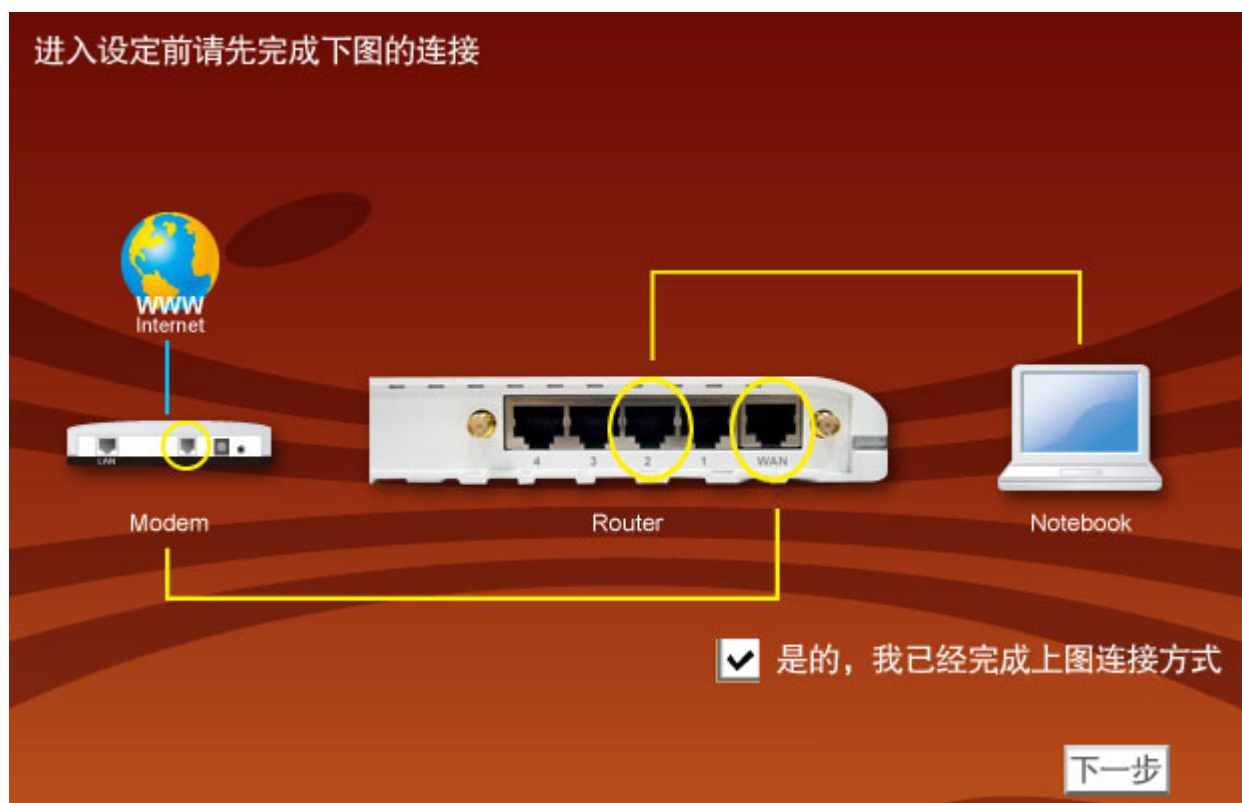 进入设定前请先完成下图的连接
WWW
Internet
LAN
4 3 2 1 WAN
Modem Router Notebook
是的，我已经完成上图连接方式
下一步